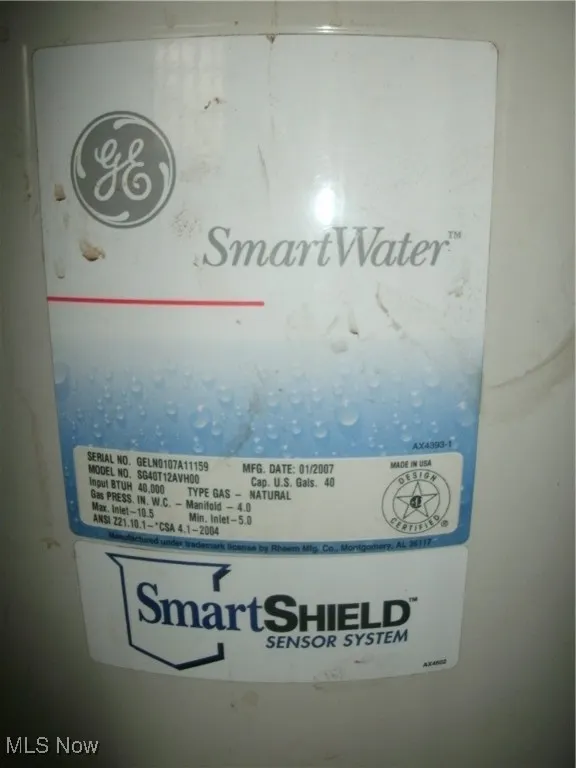 GE
SmartWater™
AX4393-1
SERIAL NO. GELN0107A11159 MFG. DATE: 01/2007
MODEL NO. SG40T12AVH00 Cap. U.S. Gals. 40
Input BTUH 40,000 TYPE GAS - NATURAL
Gas PRESS. IN. W.C. - Manifold - 4.0
Max. Inlet-10.5 Min. Inlet-5.0
ANSI Z21.10.1-*CSA 4.1-2004
MADE IN USA
DESIGN
CERTIFIED
®
Manufactured under trademark license by Rheem Mfg. Co., Montgomery, AL 36117
SmartSHIELD™
SENSOR SYSTEM
MLS Now